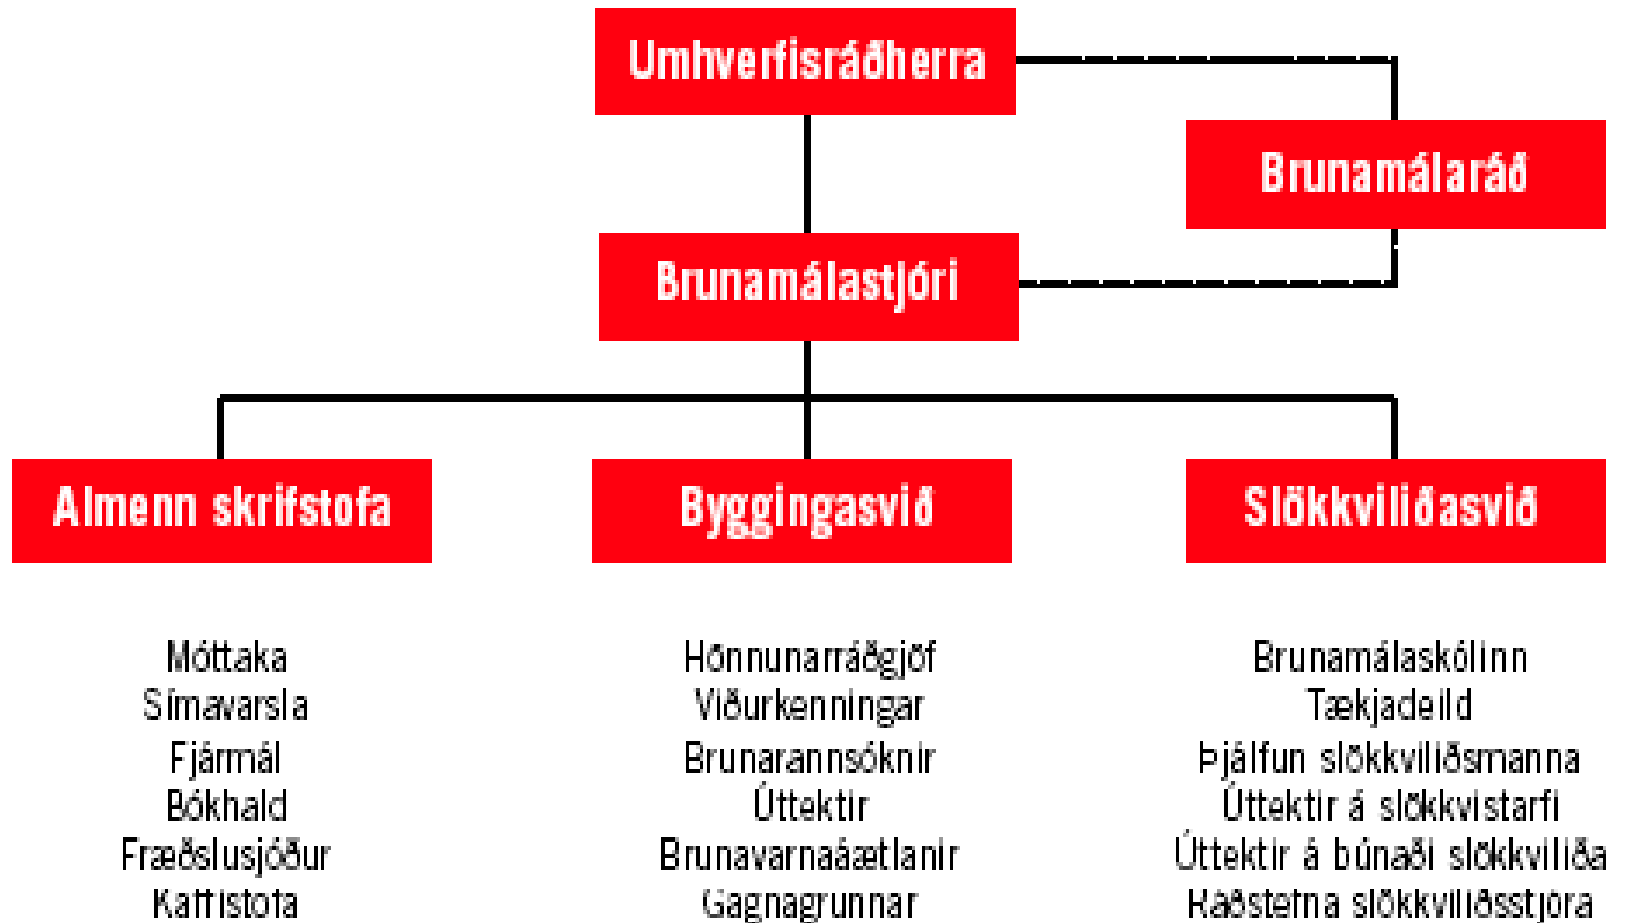 Umhverfisráðherra
Brunamálaráð
Brunamálastjóri
Almenn skrifstofa
Byggingasvið
Slökkviliðasvið
Móttaka
Símavarsla
Fjármál
Bókhald
Fræðslusjóður
Kaffistofa
Hönnunarráðgjöf
Viðurkenningar
Brunarannsóknir
Úttektir
Brunavarnaáætlanir
Gagnagrunnar
Brunamálaskólinn
Tækjadeild
Þjálfun slökkviliðsmanna
Úttektir á slökkvistarfi
Úttektir á búnaði slökkviliða
Ráðstefna slökkviliðsstjóra